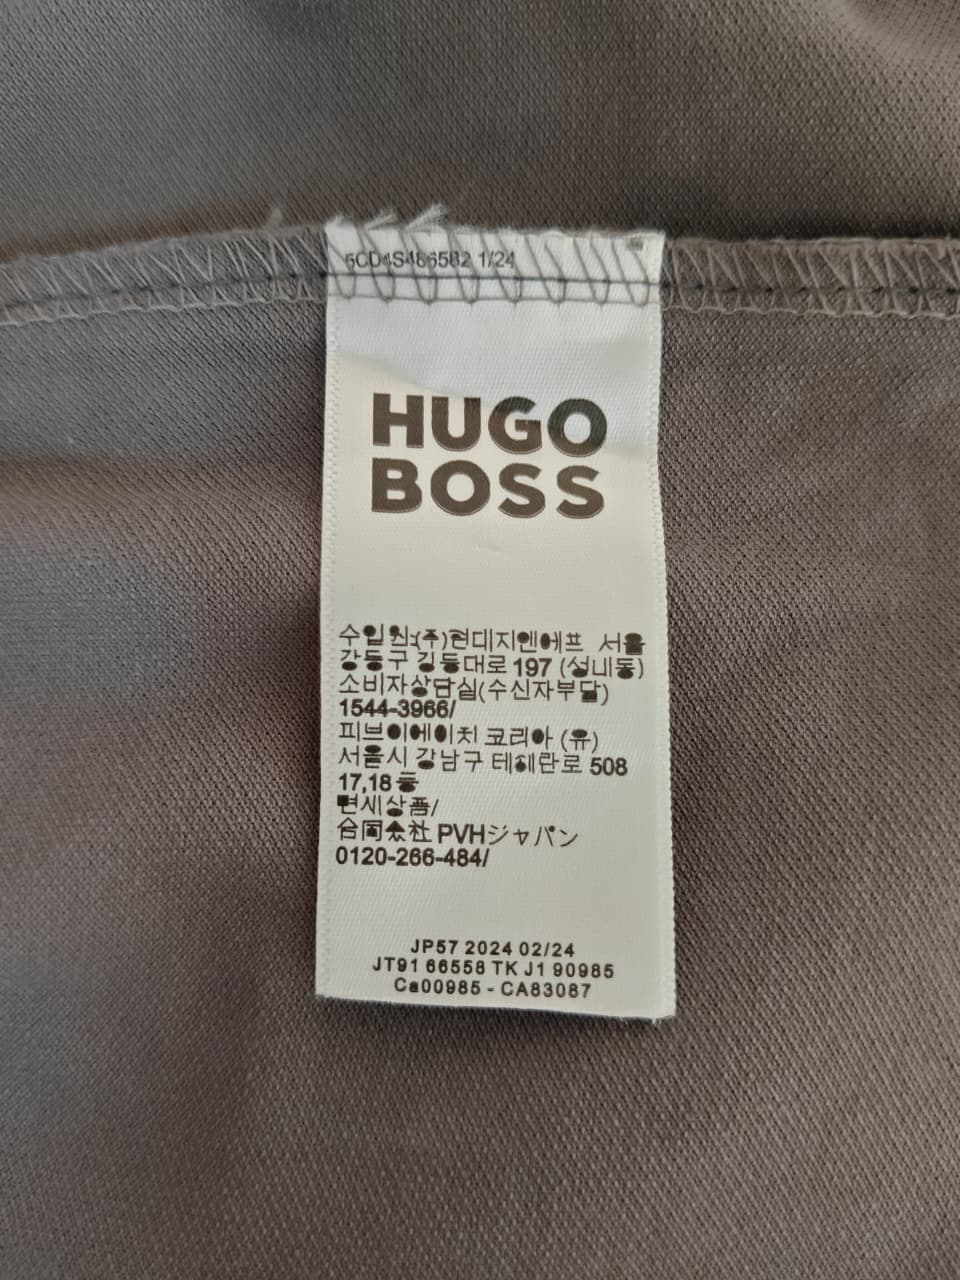 5CD4S486582 1/24
HUGO
BOSS
수입원:(주)현대지엔에프 서울
강동구 길동대로 197 (성내동)
소비자상담실(수신자부담)
1544-3966/
피브이에이치 코리아 (유)
서울시 강남구 테헤란로 508
17,18 층
면세상품/
合同会社 PVHジャパン
0120-266-484/
JP57 2024 02/24
JT91 66558 TK J1 90985
Ca00985 - CA83087